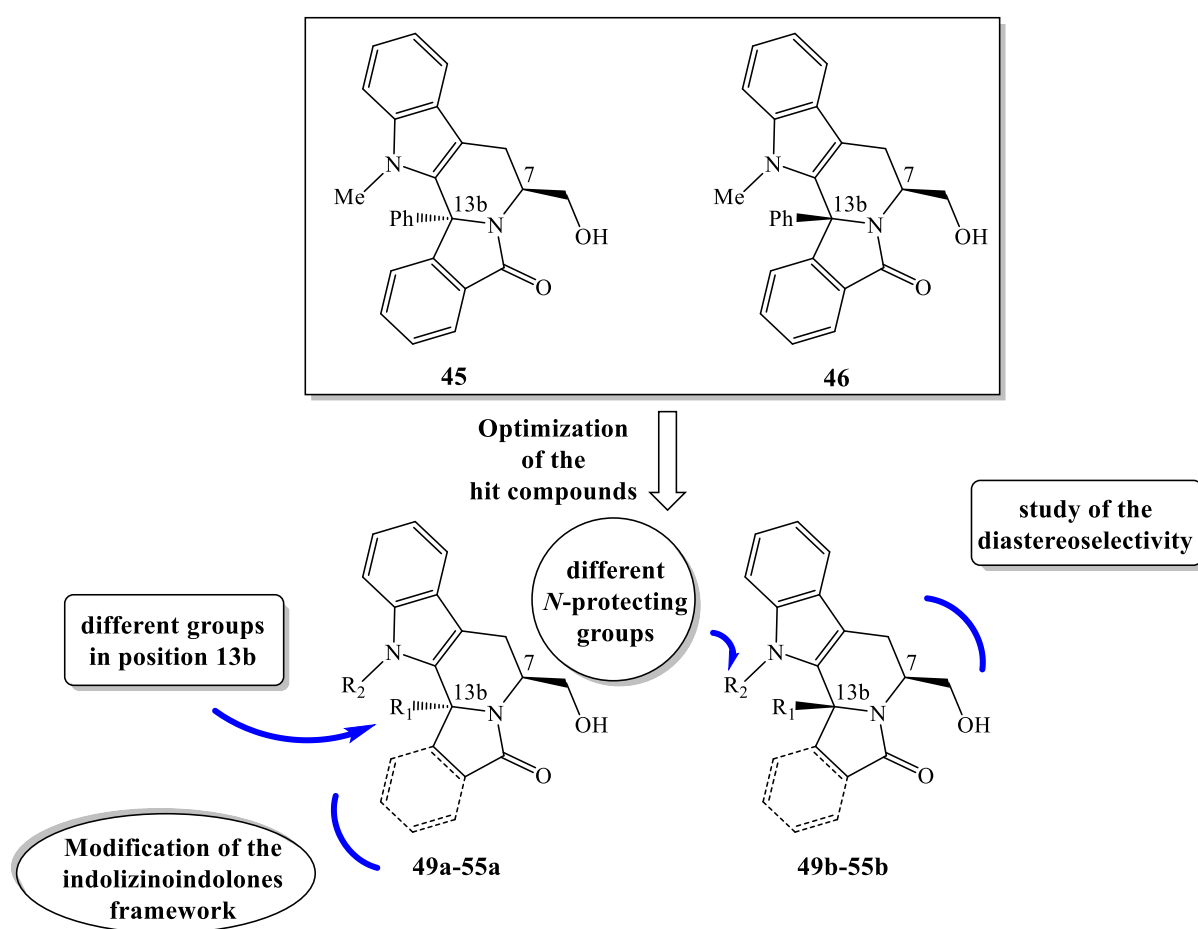 N
Me
7
13b
Ph
N
OH
O
45
N
Me
7
13b
Ph
N
OH
O
46
Optimization
of the
hit compounds
different
N-protecting
groups
study of the
diastereoselectivity
different groups
in position 13b
N
R2
7
13b
R1
N
OH
O
49a-55a
N
R2
7
13b
R1
N
OH
O
49b-55b
Modification of the
indolizinoindolones
framework